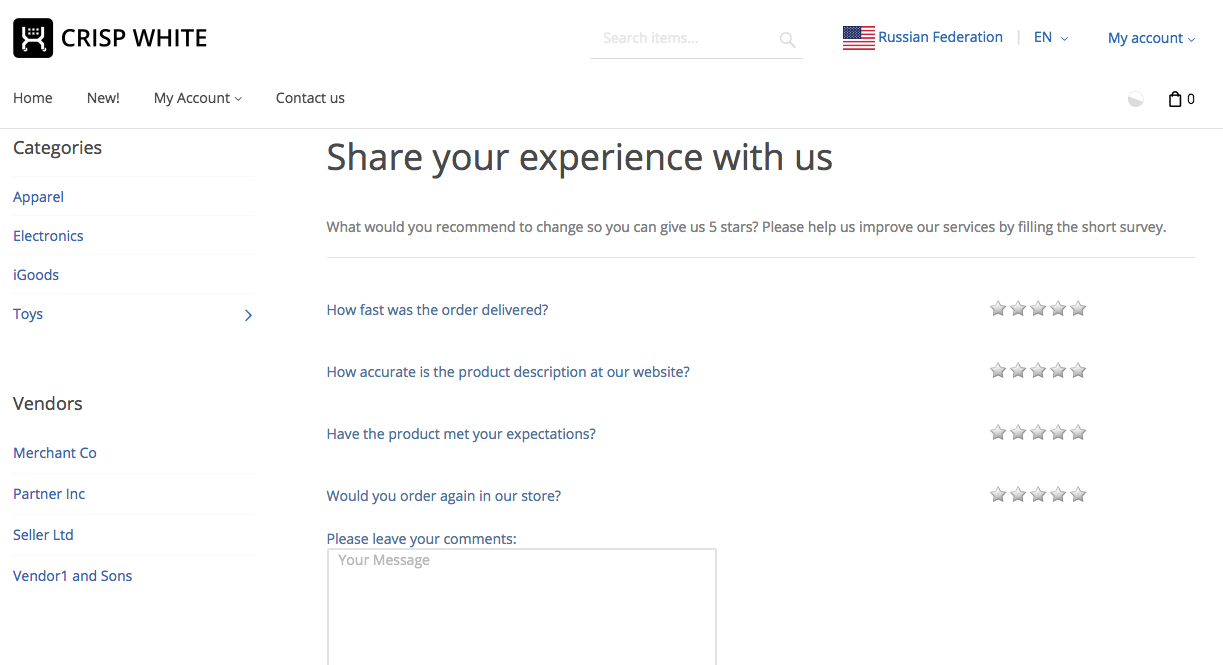 CRISP WHITE
Search items...
Russian Federation | EN
My account
Home New! My Account Contact us
0
Categories
Apparel
Electronics
iGoods
Toys
Vendors
Merchant Co
Partner Inc
Seller Ltd
Vendor1 and Sons
Share your experience with us
What would you recommend to change so you can give us 5 stars? Please help us improve our services by filling the short survey.
How fast was the order delivered?
How accurate is the product description at our website?
Have the product met your expectations?
Would you order again in our store?
Please leave your comments:
Your Message